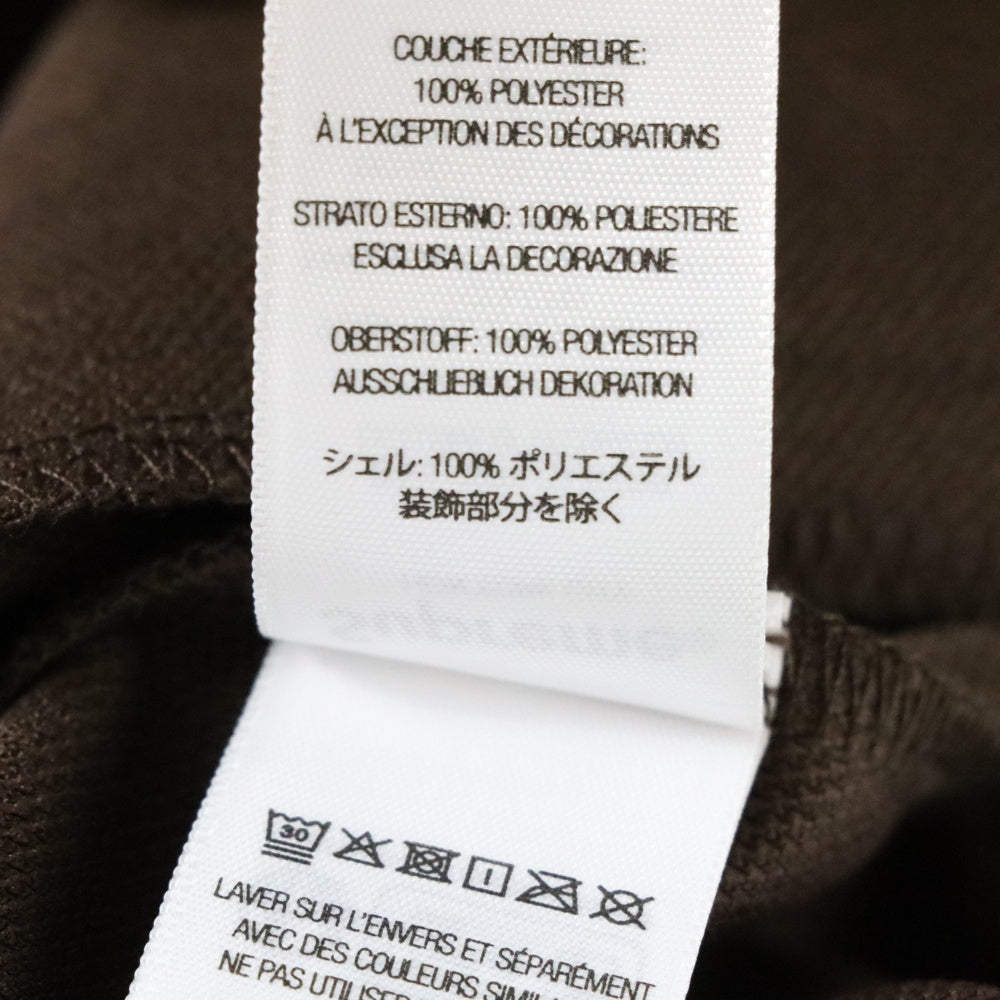 COUCHE EXTÉRIEURE:
100% POLYESTER
À L'EXCEPTION DES DÉCORATIONS
STRATO ESTERNO: 100% POLIESTERE
ESCLUSA LA DECORAZIONE
OBERSTOFF: 100% POLYESTER
AUSSCHLIEBLICH DEKORATION
シェル: 100% ポリエステル
装飾部分を除く
30
LAVER SUR L'ENVERS ET SÉPARÉMENT
AVEC DES COULEURS
NE PAS